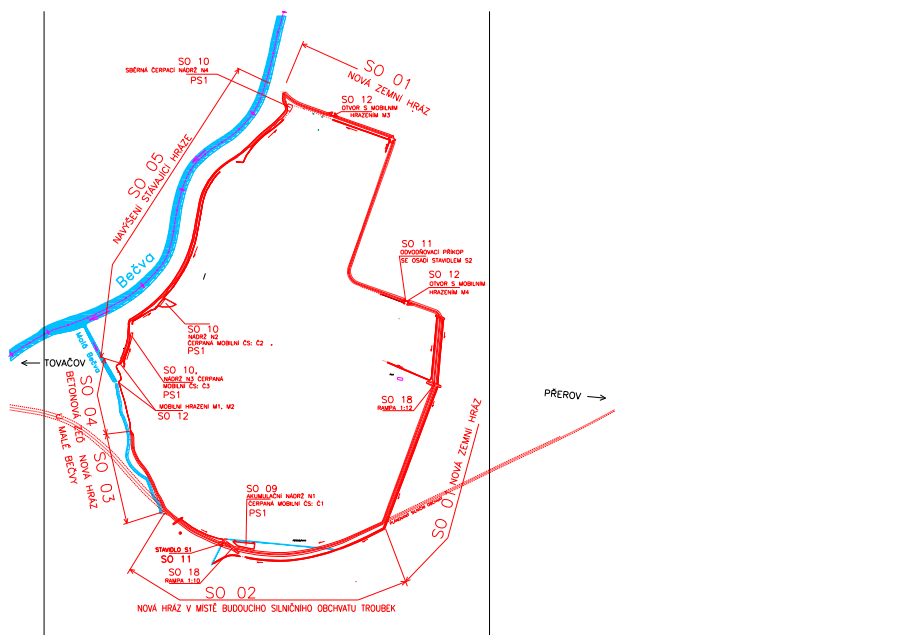 SO 10
SBĚRNÁ ČERPACÍ NÁDRŽ N4
PS1
SO 01
NOVÁ ZEMNÍ HRÁZ
SO 12
OTVOR S MOBILNÍM
HRAZENÍM M3
SO 05
NAVÝŠENÍ STÁVAJÍCÍ HRÁZE
Bečva
SO 11
ODVODŇOVACÍ PŘÍKOP
SE OSADÍ STAVIDLEM S2
SO 12
OTVOR S MOBILNÍM
HRAZENÍM M4
SO 10
NÁDRŽ N2
ČERPANÁ MOBILNÍ ČS: Č2
PS1
Malá Bečva
TOVAČOV
SO 10
NÁDRŽ N3 ČERPANÁ
MOBILNÍ ČS: Č3
PS1
MOBILNÍ HRAZENÍ M1, M2
SO 12
SO 04
BETONOVÁ ZEĎ
SO 18
RAMPA 1:12
PŘEROV
SO 03
NOVÁ HRÁZ
U MALÉ BEČVY
SO 01 NOVÁ ZEMNÍ HRÁZ
SO 09
AKUMULAČNÍ NÁDRŽ N1
ČERPANÁ MOBILNÍ ČS: Č1
PS1
STAVIDLO S1
SO 11
SO 18
RAMPA 1:10
SO 02
NOVÁ HRÁZ V MÍSTĚ BUDOUCÍHO SILNIČNÍHO OBCHVATU TROUBEK